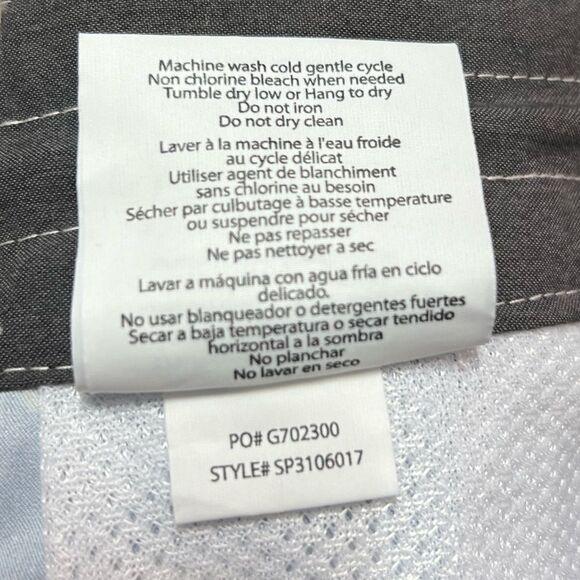 Machine wash cold gentle cycle
Non chlorine bleach when needed
Tumble dry low or Hang to dry
Do not iron
Do not dry clean
Laver à la machine à l'eau froide
au cycle délicat
Utiliser agent de blanchiment
sans chlorine au besoin
Sécher par culbutage à basse temperature
ou suspendre pour sécher
Ne pas repasser
Ne pas nettoyer a sec
Lavar a máquina con agua fría en ciclo
delicado.
No usar blanqueador o detergentes fuertes
Secar a baja temperatura o secar tendido
horizontal a la sombra
No planchar
No lavar en seco
PO# G702300
STYLE# SP3106017